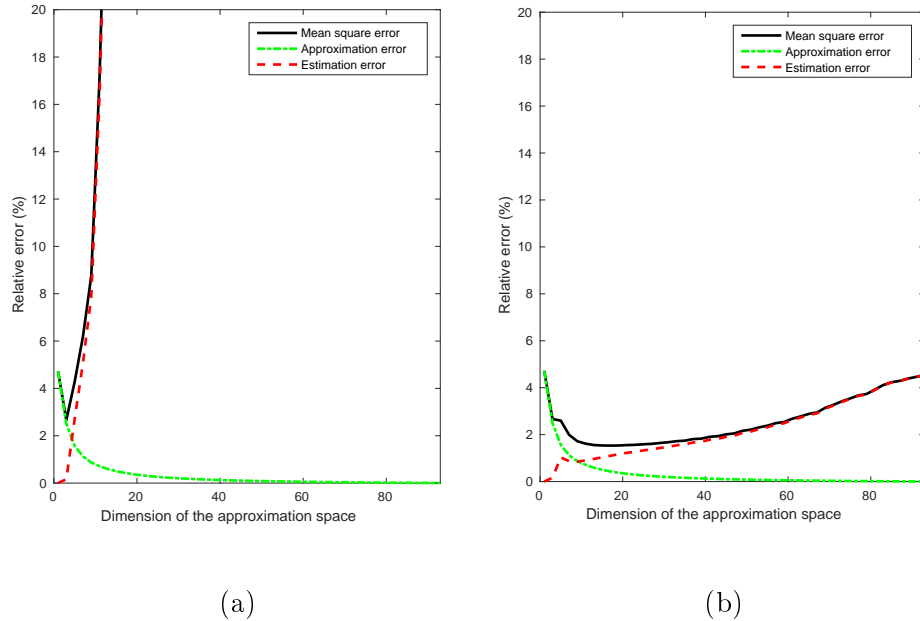 20
18
16
14
12
10
8
6
4
2
0
Relative error (%)
Mean square error
Approximation error
Estimation error
0 20 40 60 80
Dimension of the approximation space
(a)
20
18
16
14
12
10
8
6
4
2
0
Relative error (%)
Mean square error
Approximation error
Estimation error
0 20 40 60 80
Dimension of the approximation space
(b)